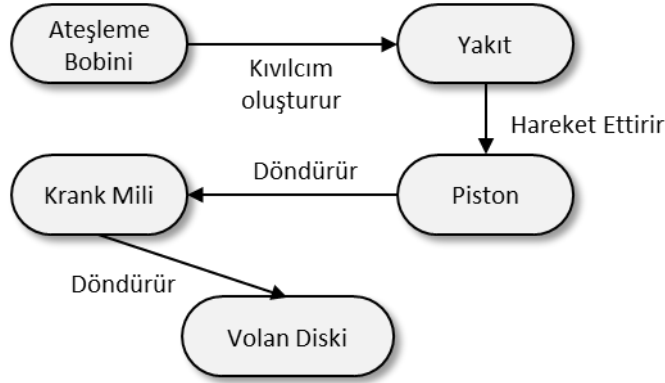 Ateşleme
Bobini
Kıvılcım
oluşturur
Yakıt
Hareket Ettirir
Piston
Döndürür
Krank Mili
Döndürür
Volan Diski